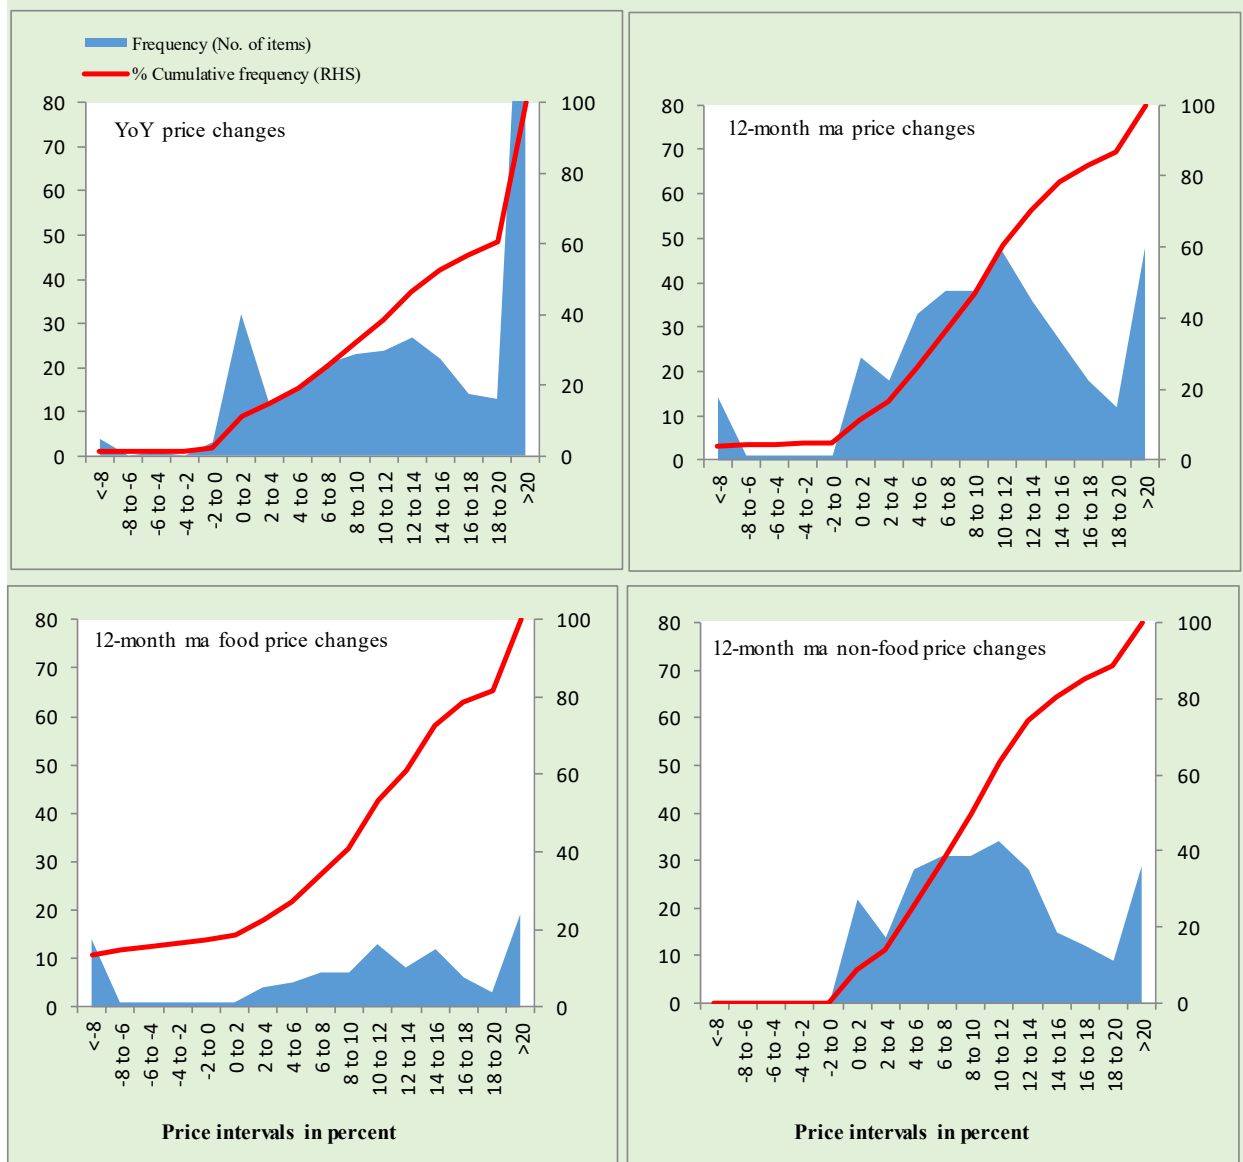 Frequency (No. of items)
% Cumulative frequency (RHS)
YoY price changes
80
70
60
50
40
30
20
10
0
100
80
60
40
20
0
<-8
-8 to -6
-6 to -4
-4 to -2
-2 to 0
0 to 2
2 to 4
4 to 6
6 to 8
8 to 10
10 to 12
12 to 14
14 to 16
16 to 18
18 to 20
>20
12-month ma price changes
80
70
60
50
40
30
20
10
0
100
80
60
40
20
0
<-8
-8 to -6
-6 to -4
-4 to -2
-2 to 0
0 to 2
2 to 4
4 to 6
6 to 8
8 to 10
10 to 12
12 to 14
14 to 16
16 to 18
18 to 20
>20
12-month ma food price changes
80
70
60
50
40
30
20
10
0
100
80
60
40
20
0
<-8
-8 to -6
-6 to -4
-4 to -2
-2 to 0
0 to 2
2 to 4
4 to 6
6 to 8
8 to 10
10 to 12
12 to 14
14 to 16
16 to 18
18 to 20
>20
Price intervals in percent
12-month ma non-food price changes
80
70
60
50
40
30
20
10
0
100
80
60
40
20
0
<-8
-8 to -6
-6 to -4
-4 to -2
-2 to 0
0 to 2
2 to 4
4 to 6
6 to 8
8 to 10
10 to 12
12 to 14
14 to 16
16 to 18
18 to 20
>20
Price intervals in percent